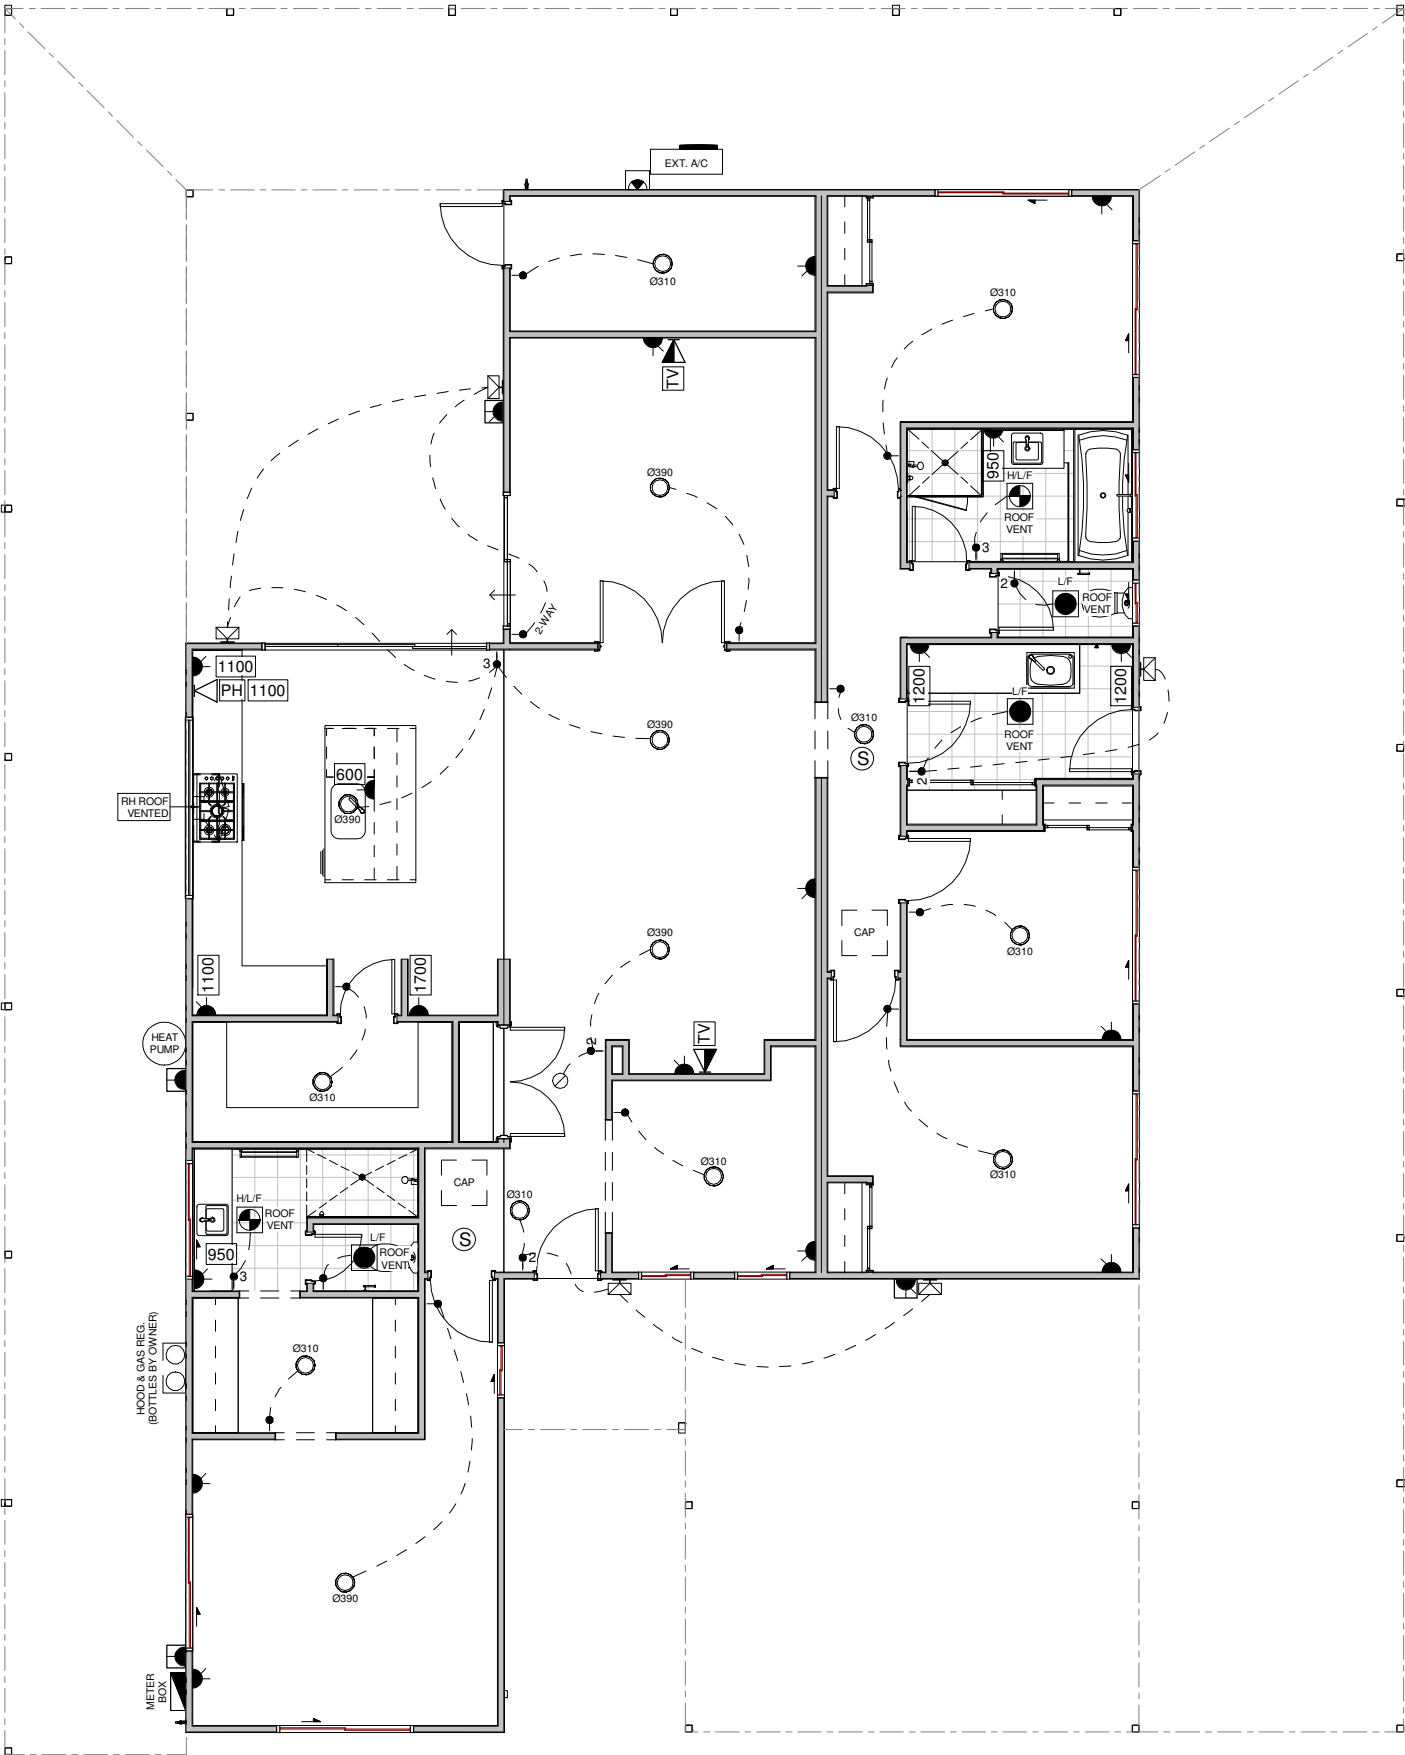 EXT. A/C
Ø310
Ø310
TV
Ø390
950
H/L/F
ROOF
VENT
3
2
L/F
ROOF
VENT
2-WAY
1100
PH
1100
3
1200
1200
L/F
ROOF
VENT
2
Ø390
Ø310
S
600
Ø390
RH ROOF
VENTED
CAP
Ø310
Ø390
1100
1700
HEAT
PUMP
2
TV
Ø310
CAP
Ø310
Ø310
Ø310
S
2
H/L/F
ROOF
VENT
L/F
ROOF
VENT
950
3
HOOD & GAS REG.
(BOTTLES BY OWNER)
Ø310
Ø390
METER
BOX